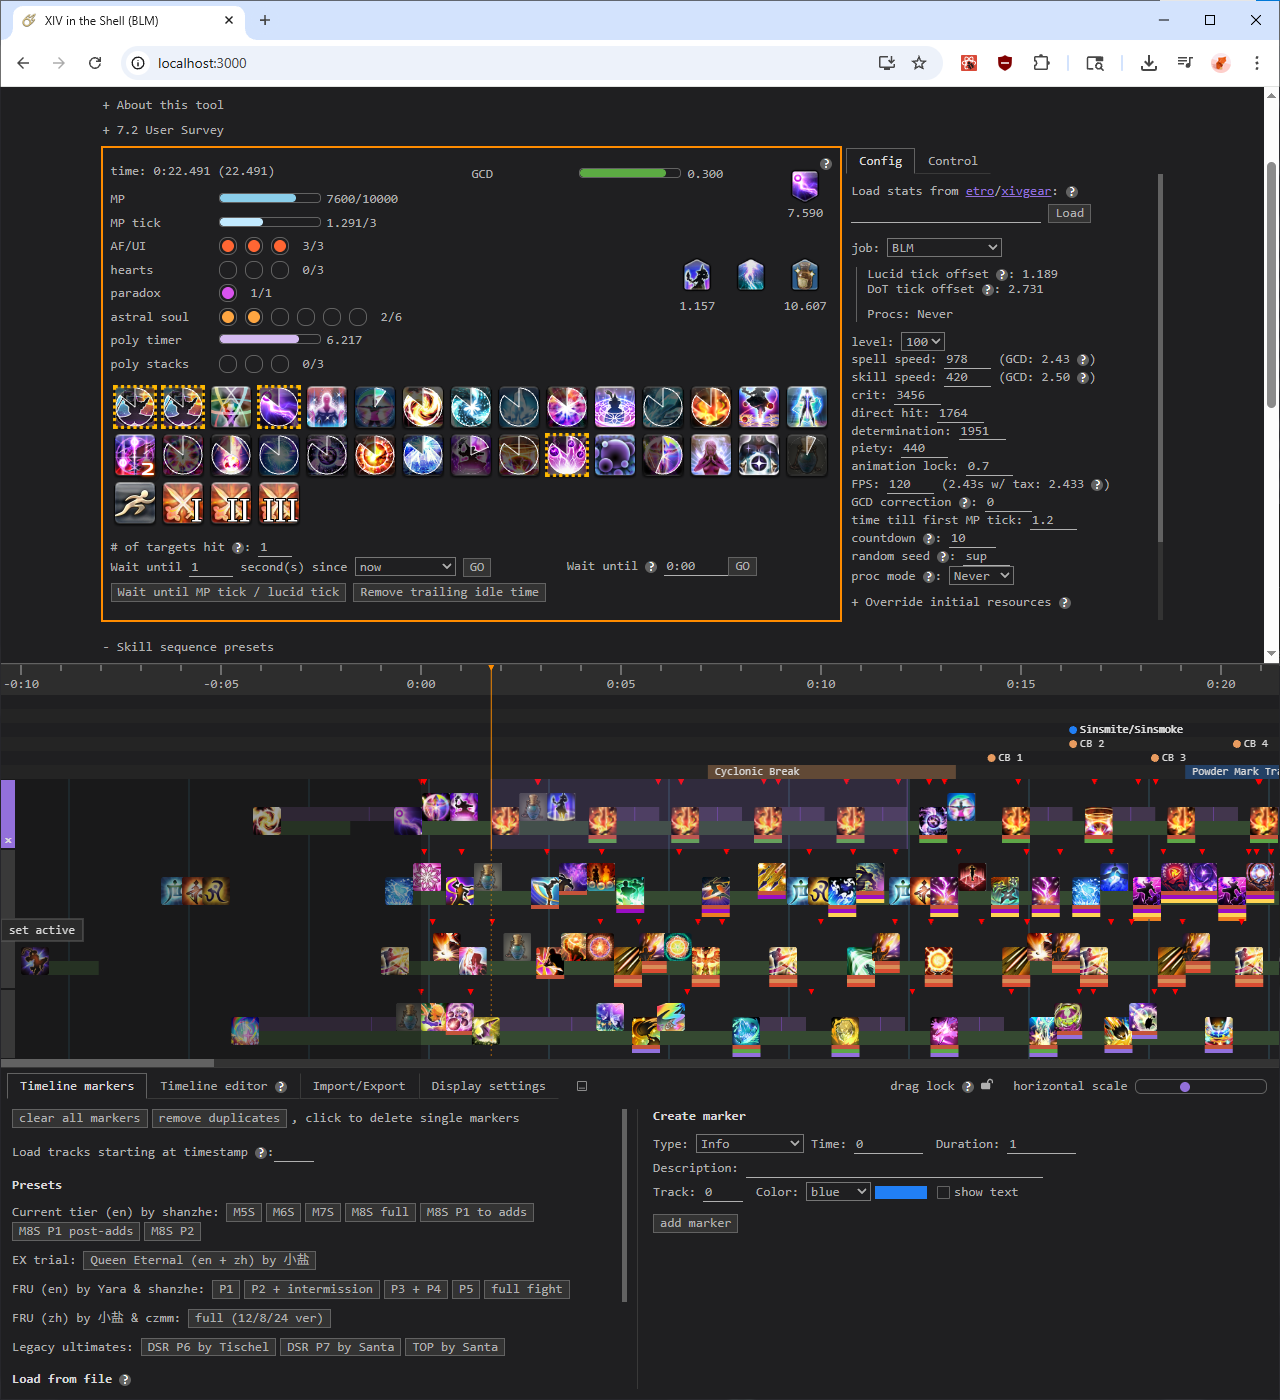 XIV in the Shell (BLM)
localhost:3000
+ About this tool
+ 7.2 User Survey
time: 0:22.491 (22.491)
GCD 0.300
7.590
MP 7600/10000
MP tick 1.291/3
AF/UI 3/3
hearts 0/3
paradox 1/1
astral soul 2/6
poly timer 6.217
poly stacks 0/3
1.157
10.607
2
I II III
# of targets hit ?: 1
Wait until 1 second(s) since now GO
Wait until ? 0:00 GO
Wait until MP tick / lucid tick
Remove trailing idle time
Config Control
Load stats from etro/xivgear: ?
Load
job: BLM
Lucid tick offset ?: 1.189
DoT tick offset ?: 2.731
Procs: Never
level: 100
spell speed: 978 (GCD: 2.43 ?)
skill speed: 420 (GCD: 2.50 ?)
crit: 3456
direct hit: 1764
determination: 1951
piety: 440
animation lock: 0.7
FPS: 120 (2.43s w/ tax: 2.433 ?)
GCD correction ?: 0
time till first MP tick: 1.2
countdown ?: 10
random seed ?: sup
proc mode ?: Never
+ Override initial resources ?
- Skill sequence presets
-0:10 -0:05 0:00 0:05 0:10 0:15 0:20
Sinsmite/Sinsmoke
CB 2
CB 4
CB 1
CB 3
Cyclonic Break
Powder Mark Tra
×
set active
Timeline markers
Timeline editor ?
Import/Export
Display settings
drag lock ?
horizontal scale
clear all markers
remove duplicates
, click to delete single markers
Load tracks starting at timestamp ?:
Presets
Current tier (en) by shanzhe: M5S M6S M7S M8S full M8S P1 to adds
M8S P1 post-adds M8S P2
EX trial: Queen Eternal (en + zh) by 小盐
FRU (en) by Yara & shanzhe: P1 P2 + intermission P3 + P4 P5 full fight
FRU (zh) by 小盐 & czmm: full (12/8/24 ver)
Legacy ultimates: DSR P6 by Tischel DSR P7 by Santa TOP by Santa
Load from file ?
Create marker
Type: Info Time: 0 Duration: 1
Description:
Track: 0 Color: blue show text
add marker